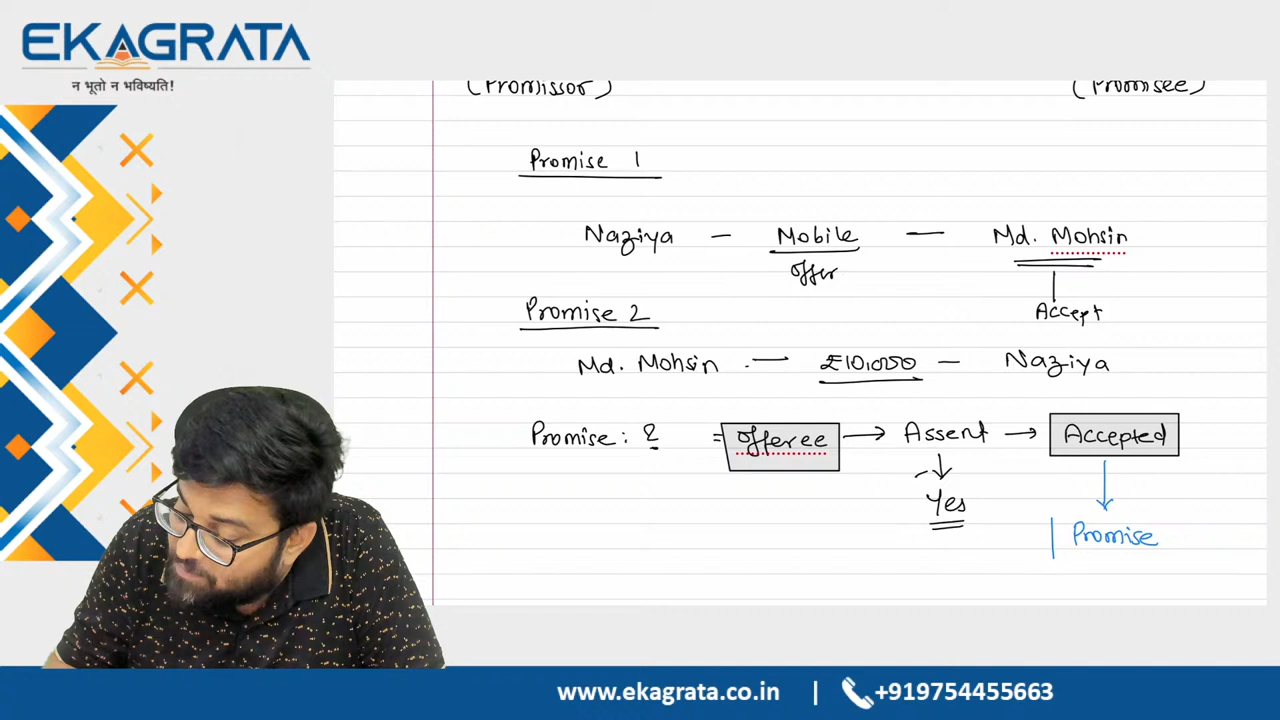 EKAGRATA
न भूतो न भविष्यति!
(Promissor)
(Promisee)
Promise 1
Naziya – Mobile — Md. Mohsin
offer
Accept
Promise 2
Md. Mohsin — ₹10,000 – Naziya
Promise: 2 = offeree → Assent → Accepted
Yes
Promise
www.ekagrata.co.in | +919754455663